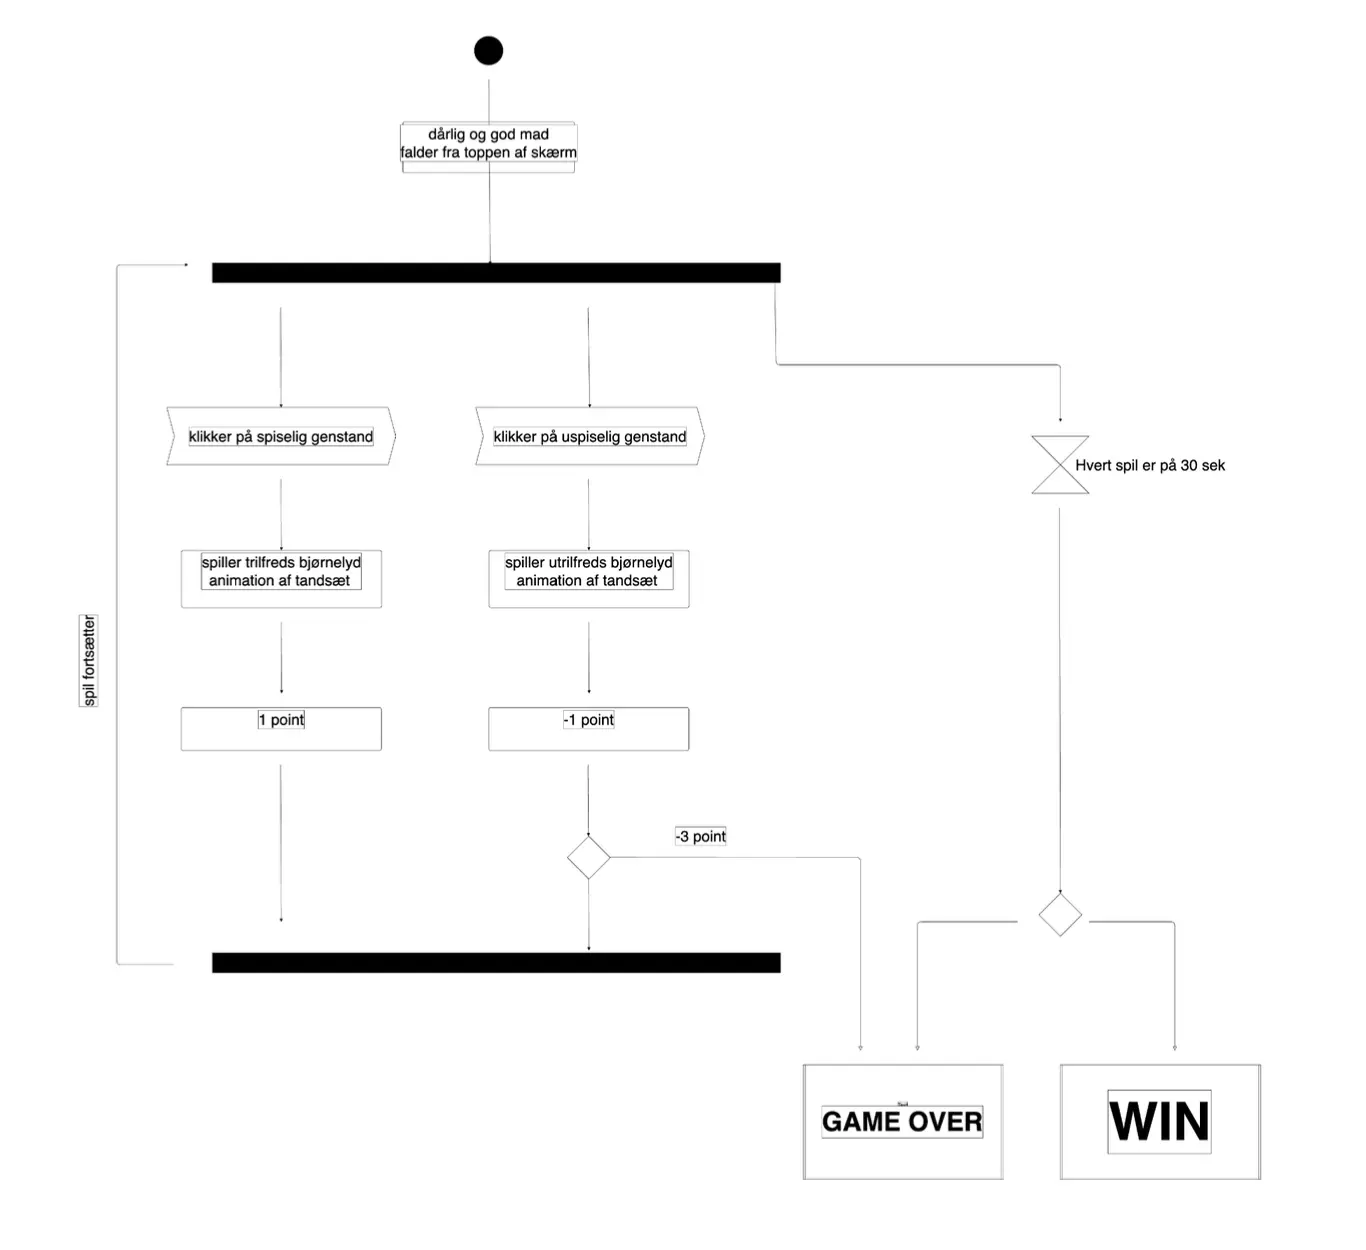 dårlig og god mad
falder fra toppen af skærm
klikker på spiselig genstand
klikker på uspiselig genstand
Hvert spil er på 30 sek
spiller trilfreds bjørnelyd
animation af tandsæt
spiller utrilfreds bjørnelyd
animation af tandsæt
spil fortsætter
1 point
-1 point
-3 point
GAME OVER
WIN